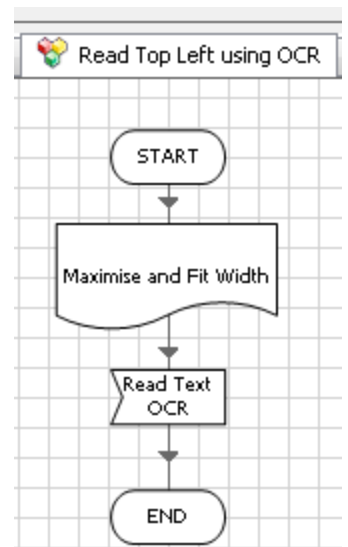 Read Top Left using OCR
START
Maximise and Fit Width
Read Text
OCR
END